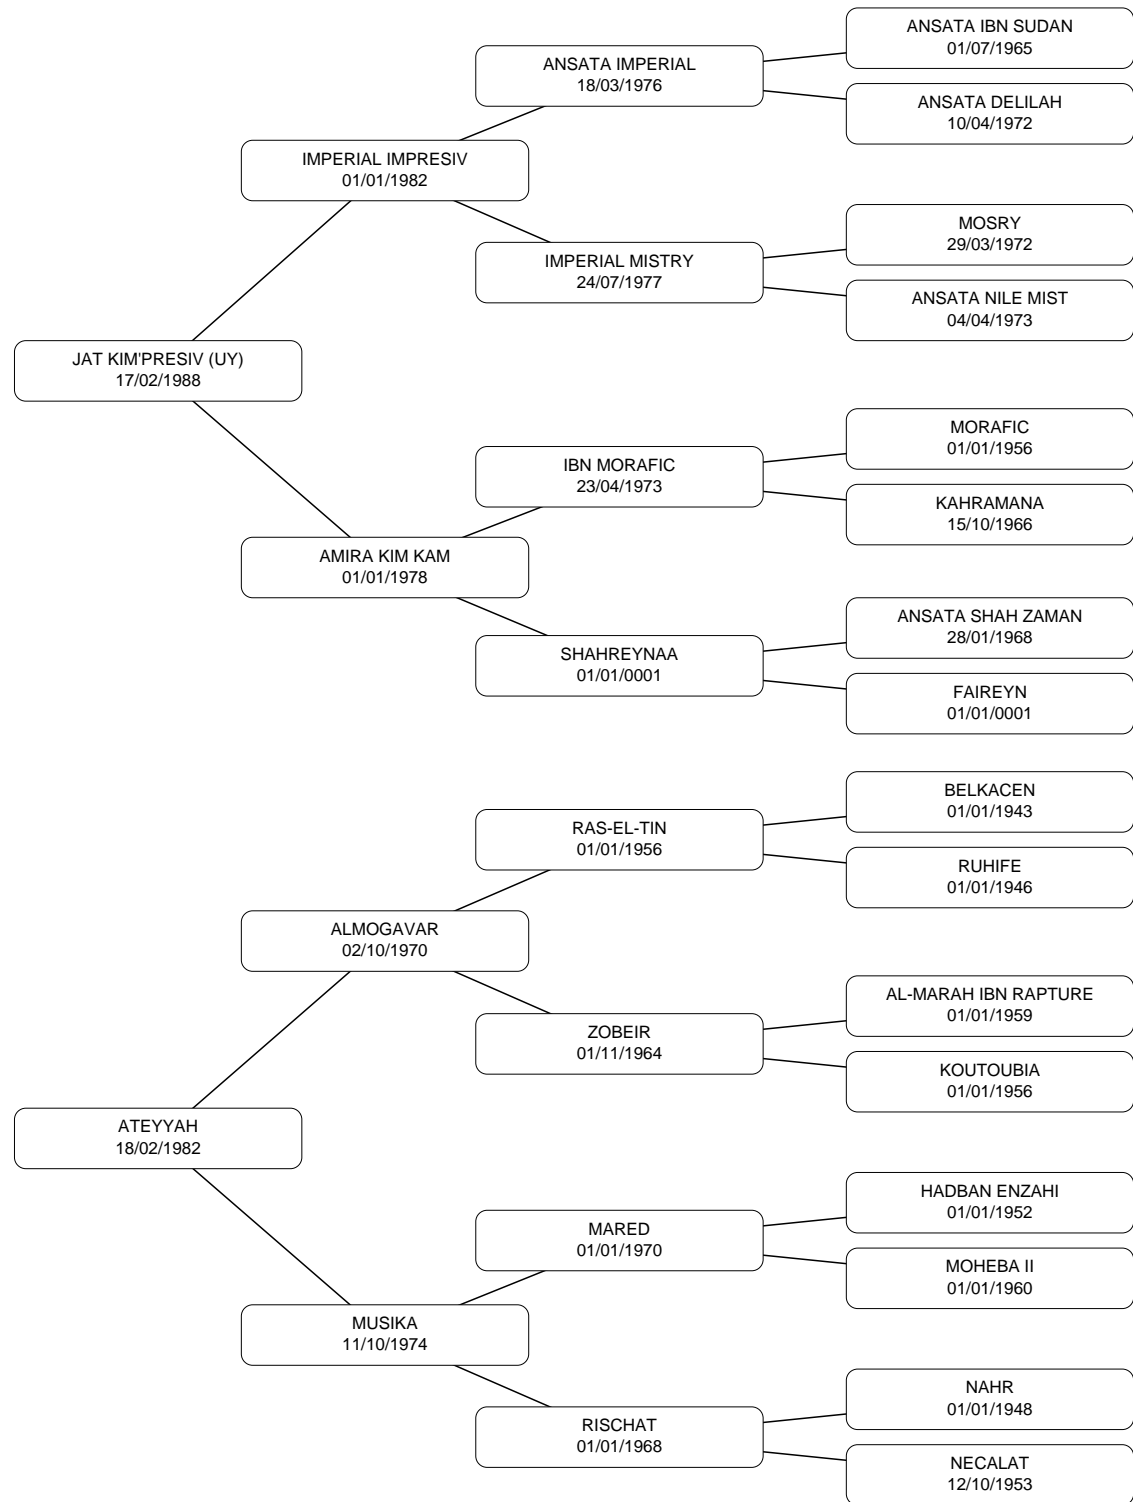 ANSATA IBN SUDAN
01/07/1965
ANSATA IMPERIAL
18/03/1976
ANSATA DELILAH
10/04/1972
IMPERIAL IMPRESIV
01/01/1982
MOSRY
29/03/1972
IMPERIAL MISTRY
24/07/1977
ANSATA NILE MIST
04/04/1973
JAT KIM'PRESIV (UY)
17/02/1988
MORAFIC
01/01/1956
IBN MORAFIC
23/04/1973
KAHRAMANA
15/10/1966
AMIRA KIM KAM
01/01/1978
ANSATA SHAH ZAMAN
28/01/1968
SHAHREYNAA
01/01/0001
FAIREYN
01/01/0001
BELKACEN
01/01/1943
RAS-EL-TIN
01/01/1956
RUHIFE
01/01/1946
ALMOGAVAR
02/10/1970
AL-MARAH IBN RAPTURE
01/01/1959
ZOBEIR
01/11/1964
KOUTOUBIA
01/01/1956
ATEYYAH
18/02/1982
HADBAN ENZAHI
01/01/1952
MARED
01/01/1970
MOHEBA II
01/01/1960
MUSIKA
11/10/1974
NAHR
01/01/1948
RISCHAT
01/01/1968
NECALAT
12/10/1953